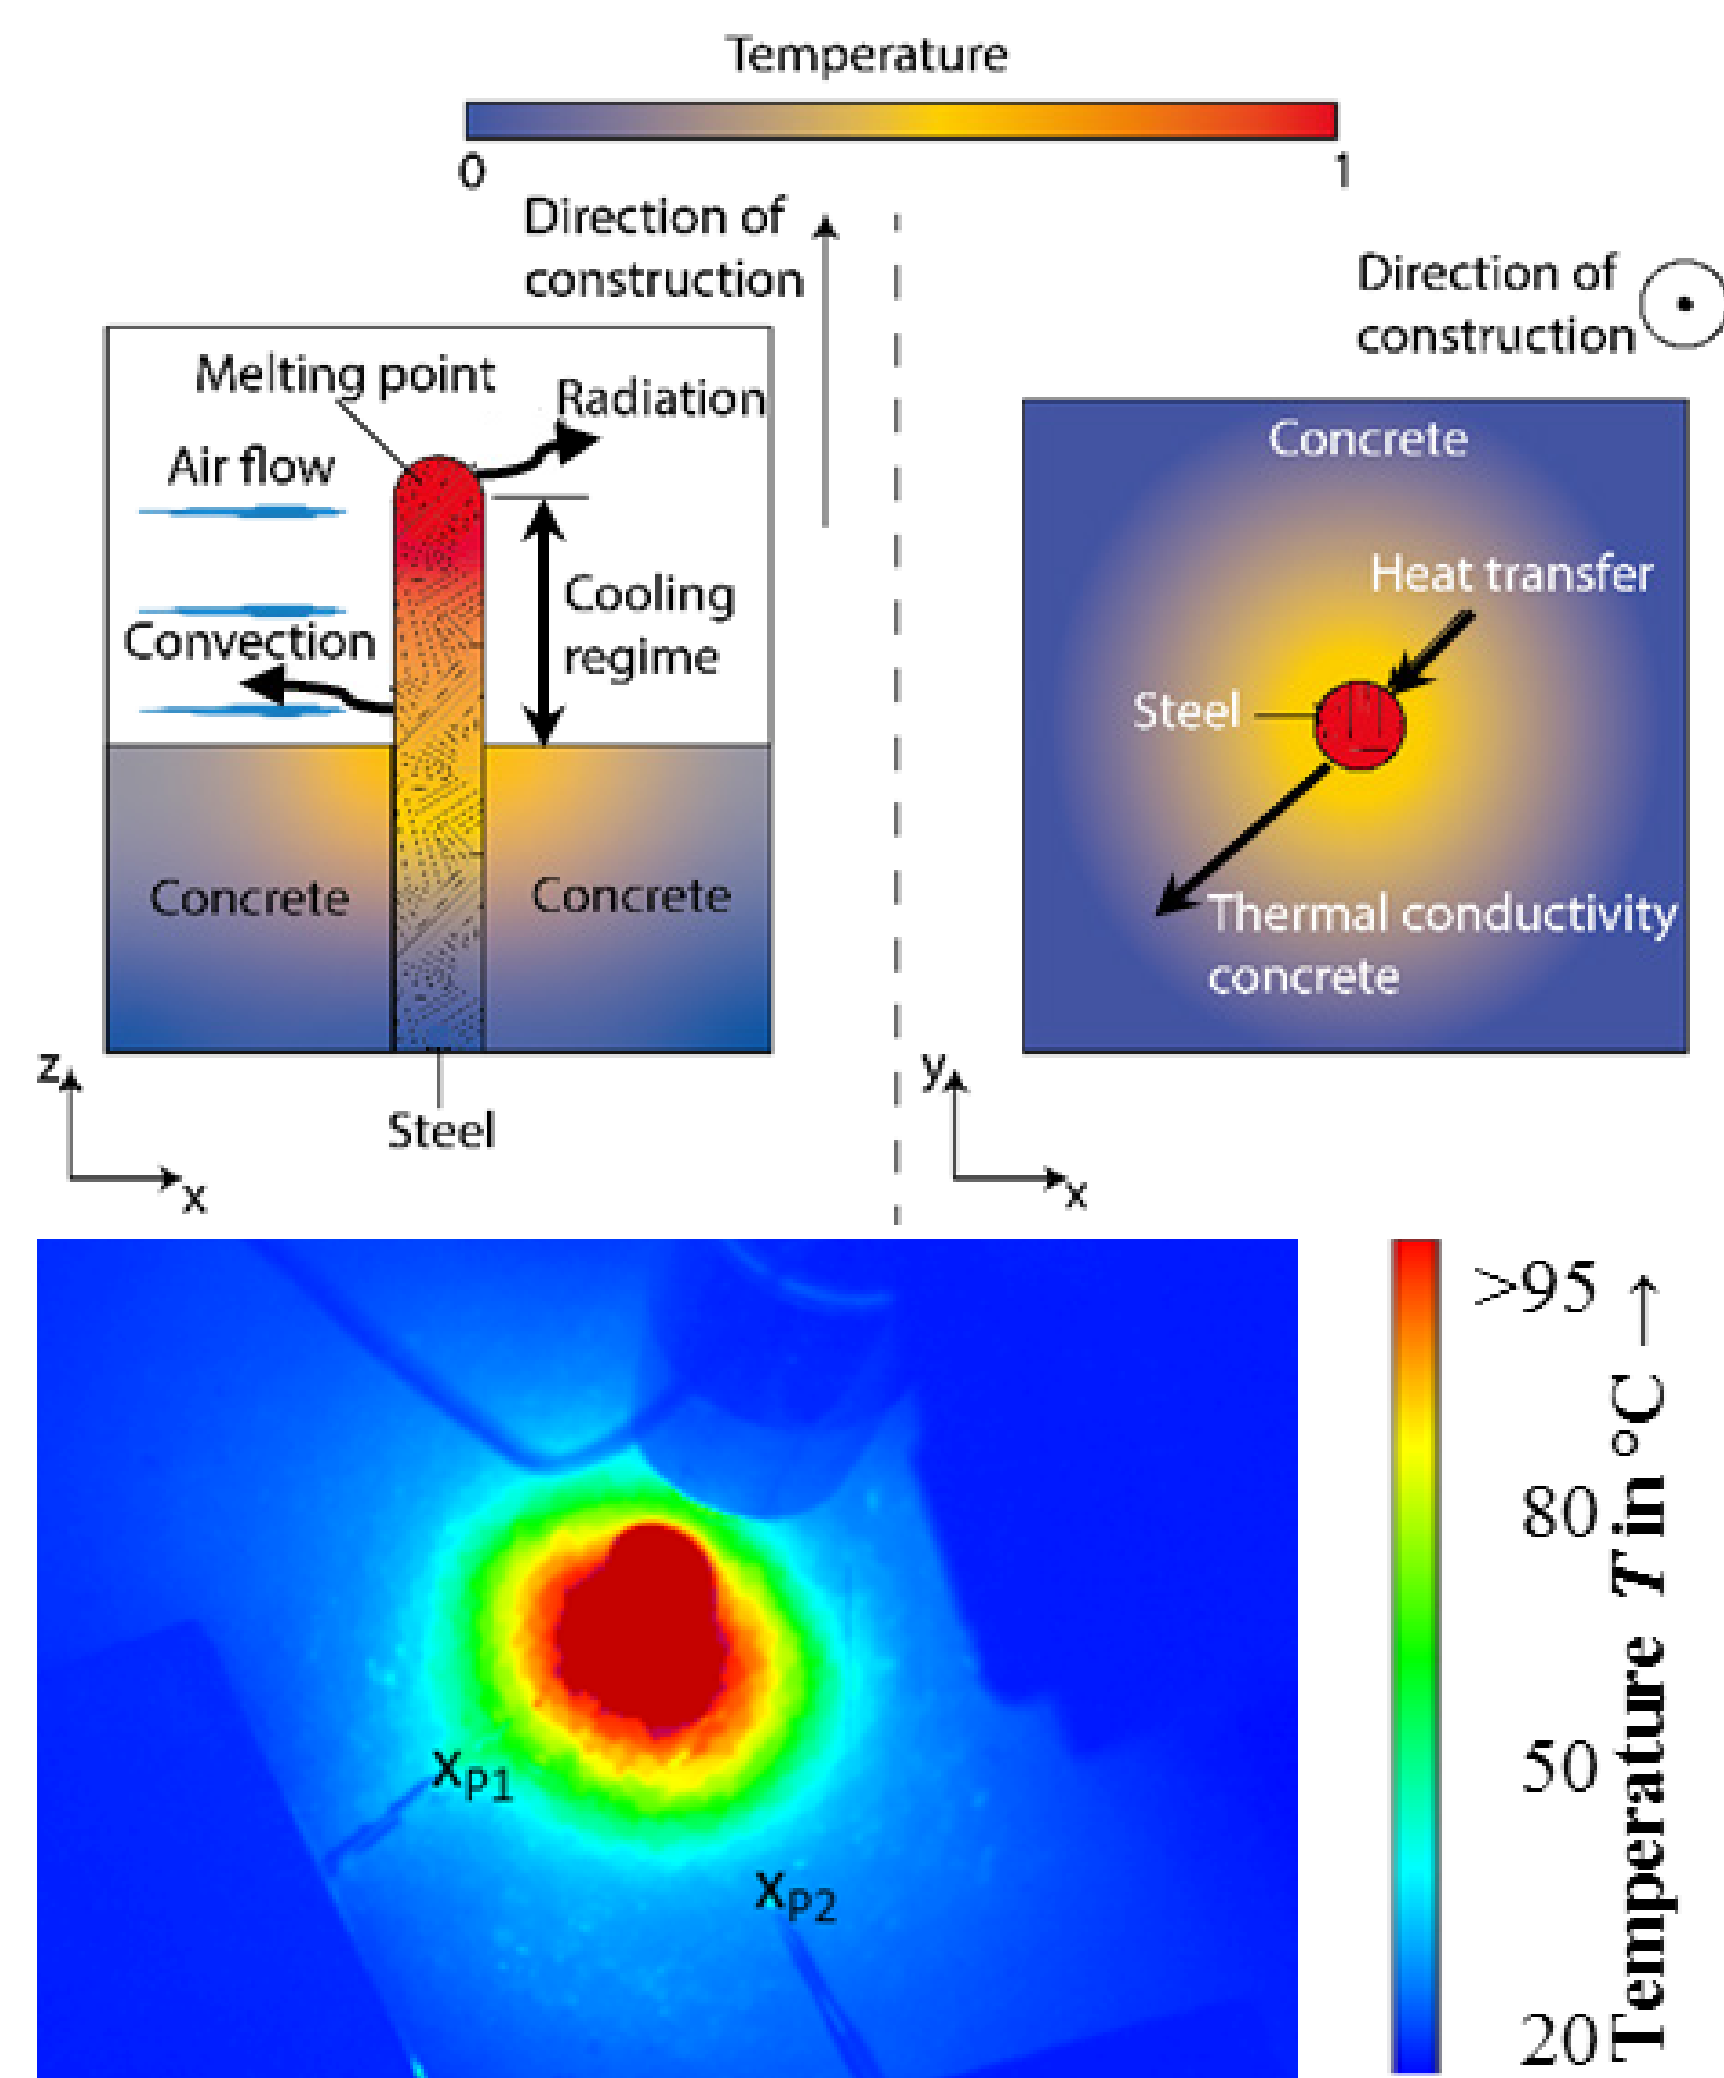 Temperature
0 1
Direction of
construction
Melting point
Radiation
Air flow
Cooling
regime
Convection
Concrete
Concrete
Steel
z
x
Direction of
construction
Concrete
Heat transfer
Steel
Thermal conductivity
concrete
y
x
>95
80
50
20
Temperature T in °C →
xP1
xP2